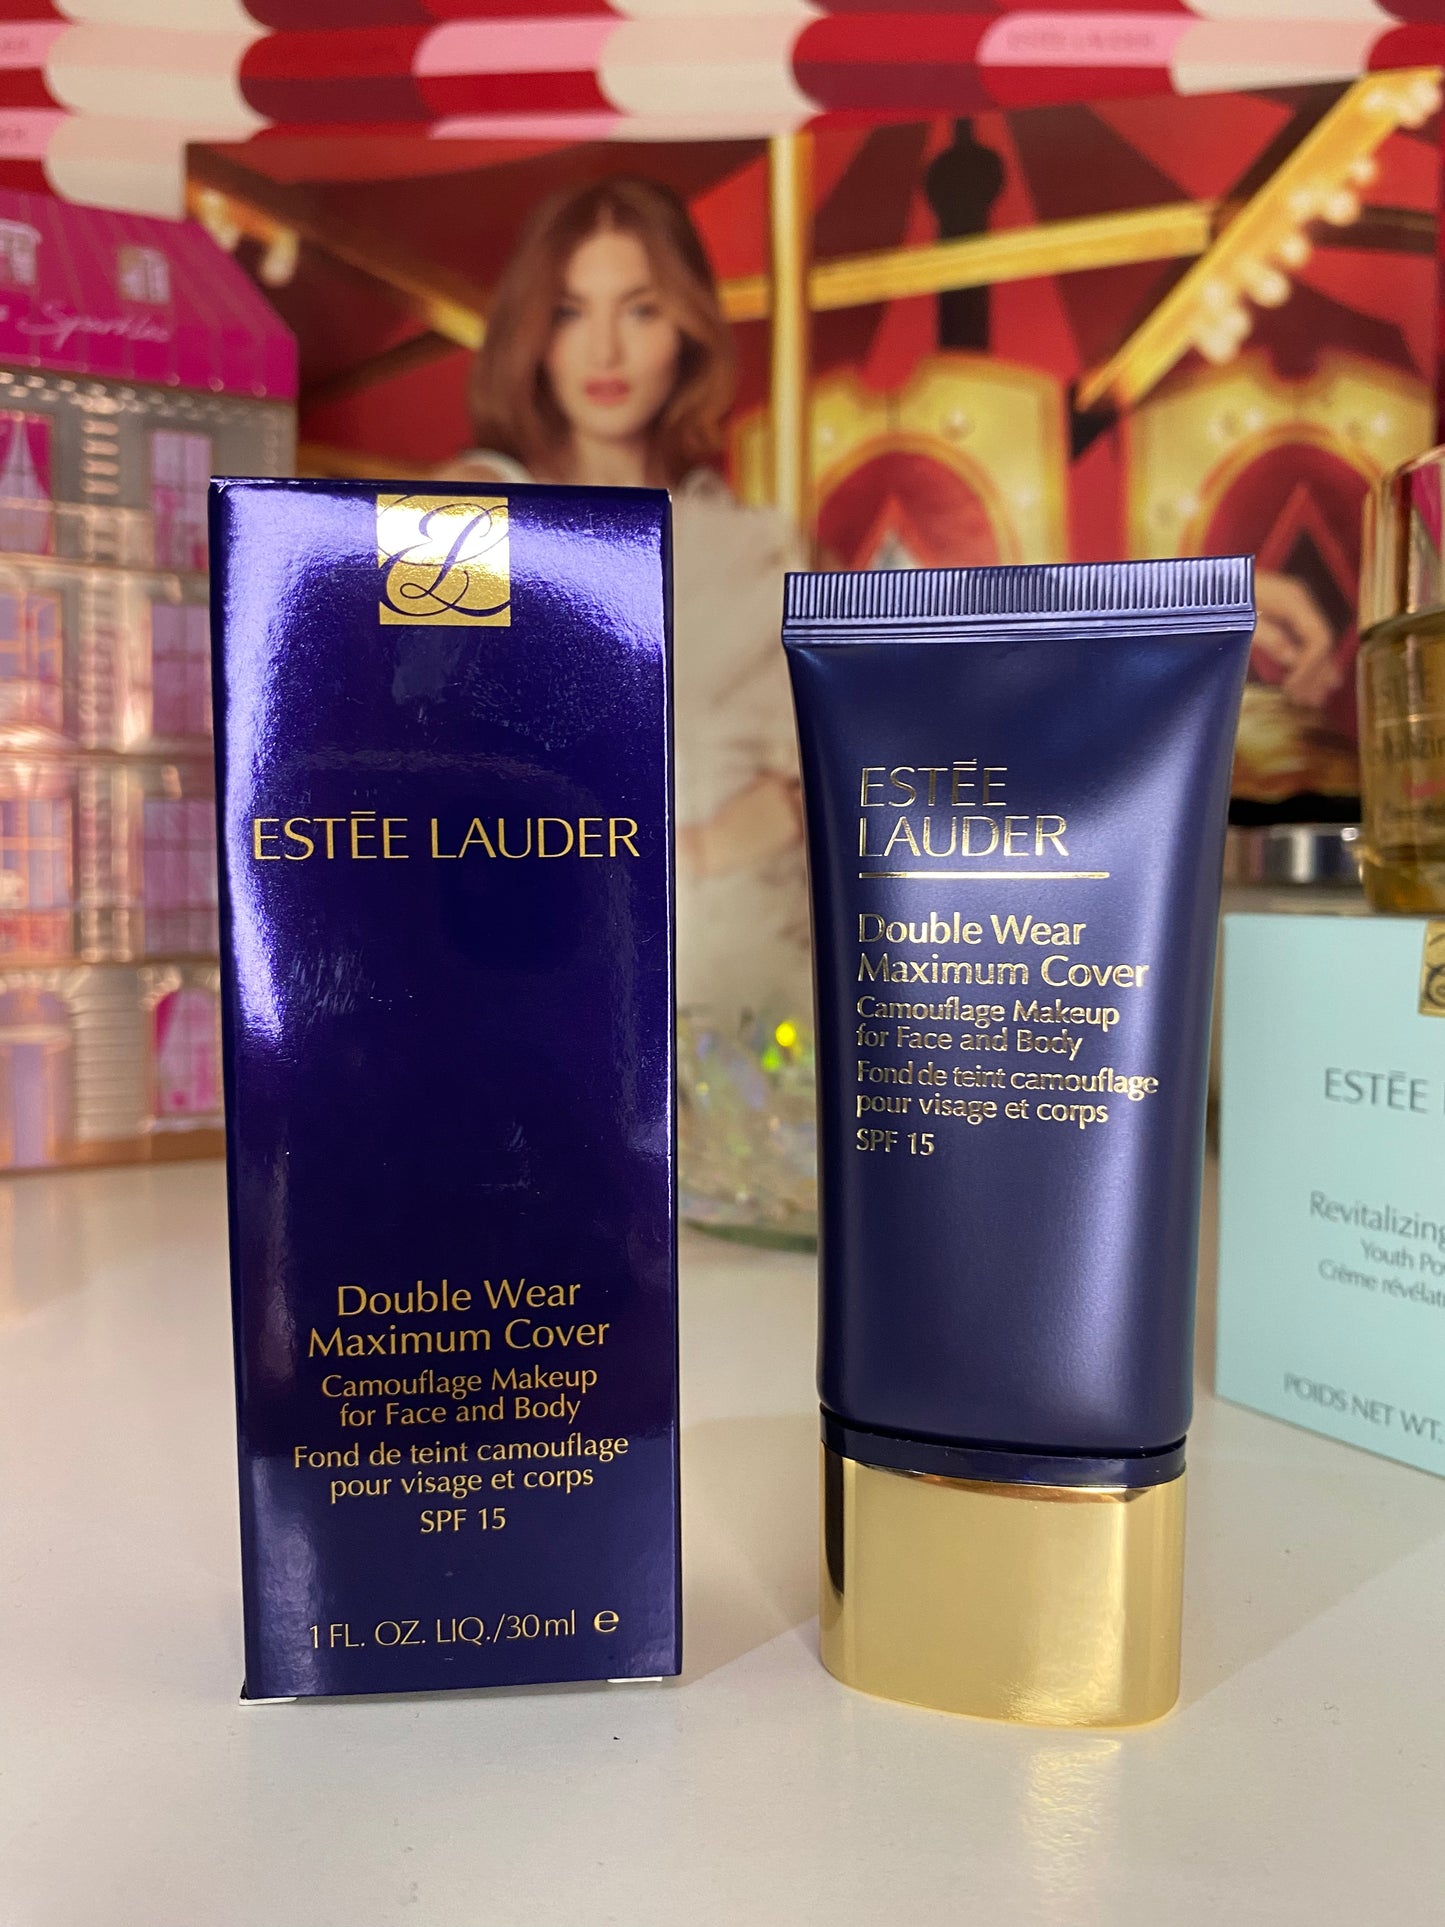 Sparkles
EL
ESTĒE LAUDER
Double Wear
Maximum Cover
Camouflage Makeup
for Face and Body
Fond de teint camouflage
pour visage et corps
SPF 15
1 FL. OZ. LIQ./30ml e
ESTĒE
LAUDER
Double Wear
Maximum Cover
Camouflage Makeup
for Face and Body
Fond de teint camouflage
pour visage et corps
SPF 15
ESTĒE
Revitalizing
Youth
Crème
POIDS NET WT.